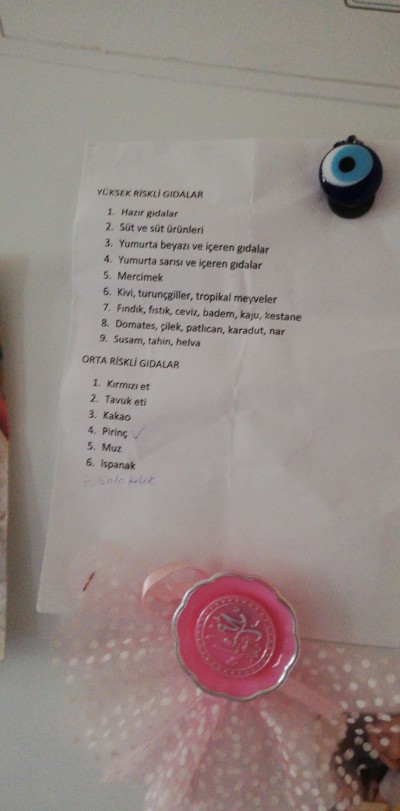 YÜKSEK RİSKLİ GIDALAR
1. Hazır gıdalar
2. Süt ve süt ürünleri
3. Yumurta beyazı ve içeren gıdalar
4. Yumurta sarısı ve içeren gıdalar
5. Mercimek
6. Kivi, turunçgiller, tropikal meyveler
7. Fındık, fıstık, ceviz, badem, kaju, kestane
8. Domates, çilek, patlıcan, karadut, nar
9. Susam, tahin, helva
ORTA RİSKLİ GIDALAR
1. Kırmızı et
2. Tavuk eti
3. Kakao
4. Pirinç ✓
5. Muz
6. Ispanak